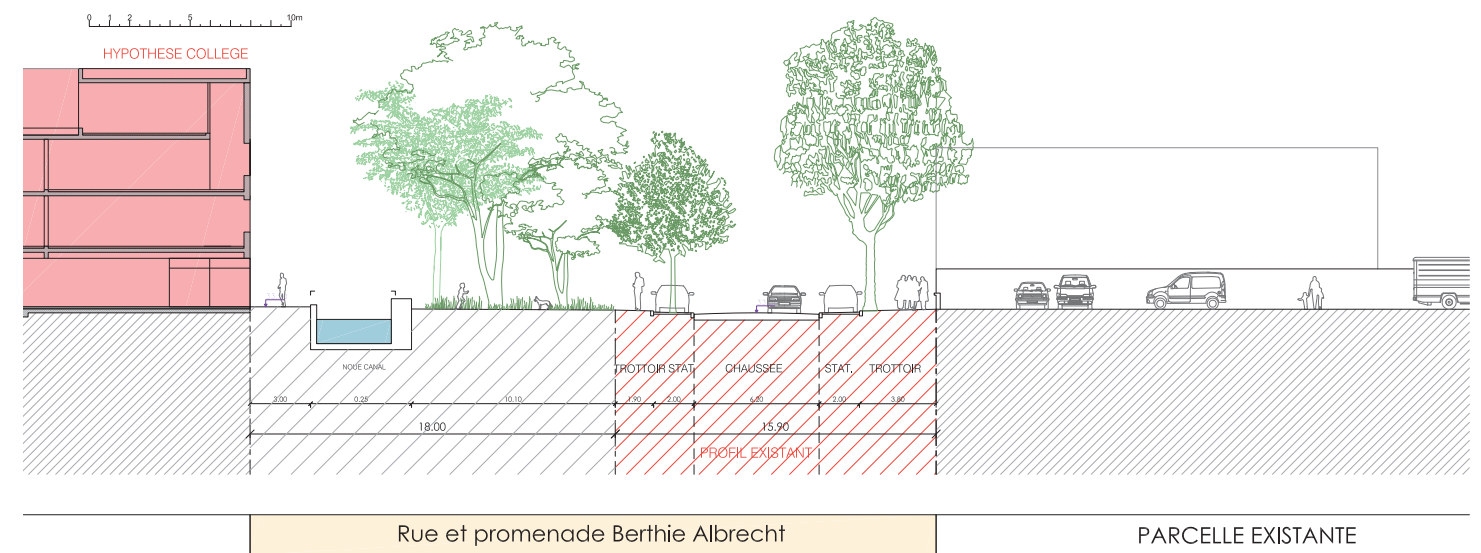 0 1 2 5 10m
HYPOTHESE COLLEGE
NOUE CANAL
TROTTOIR STAT CHAUSSEE STAT. TROTTOIR
3.00 0.25 10.10 1.90 2.00 6.20 2.00 3.80
18.00 15.90
PROFIL EXISTANT
Rue et promenade Berthie Albrecht PARCELLE EXISTANTE